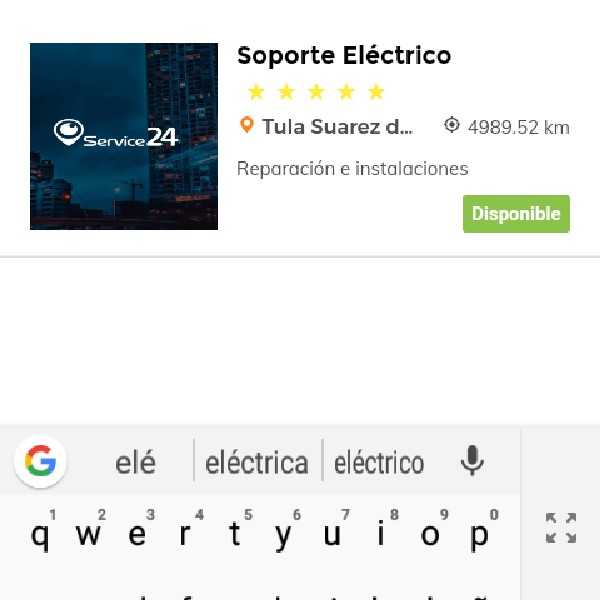 Soporte Eléctrico
Service24
Tula Suarez d... 4989.52 km
Reparación e instalaciones
Disponible
elé eléctrica eléctrico
1 2 3 4 5 6 7 8 9 0
q w e r t y u i o p